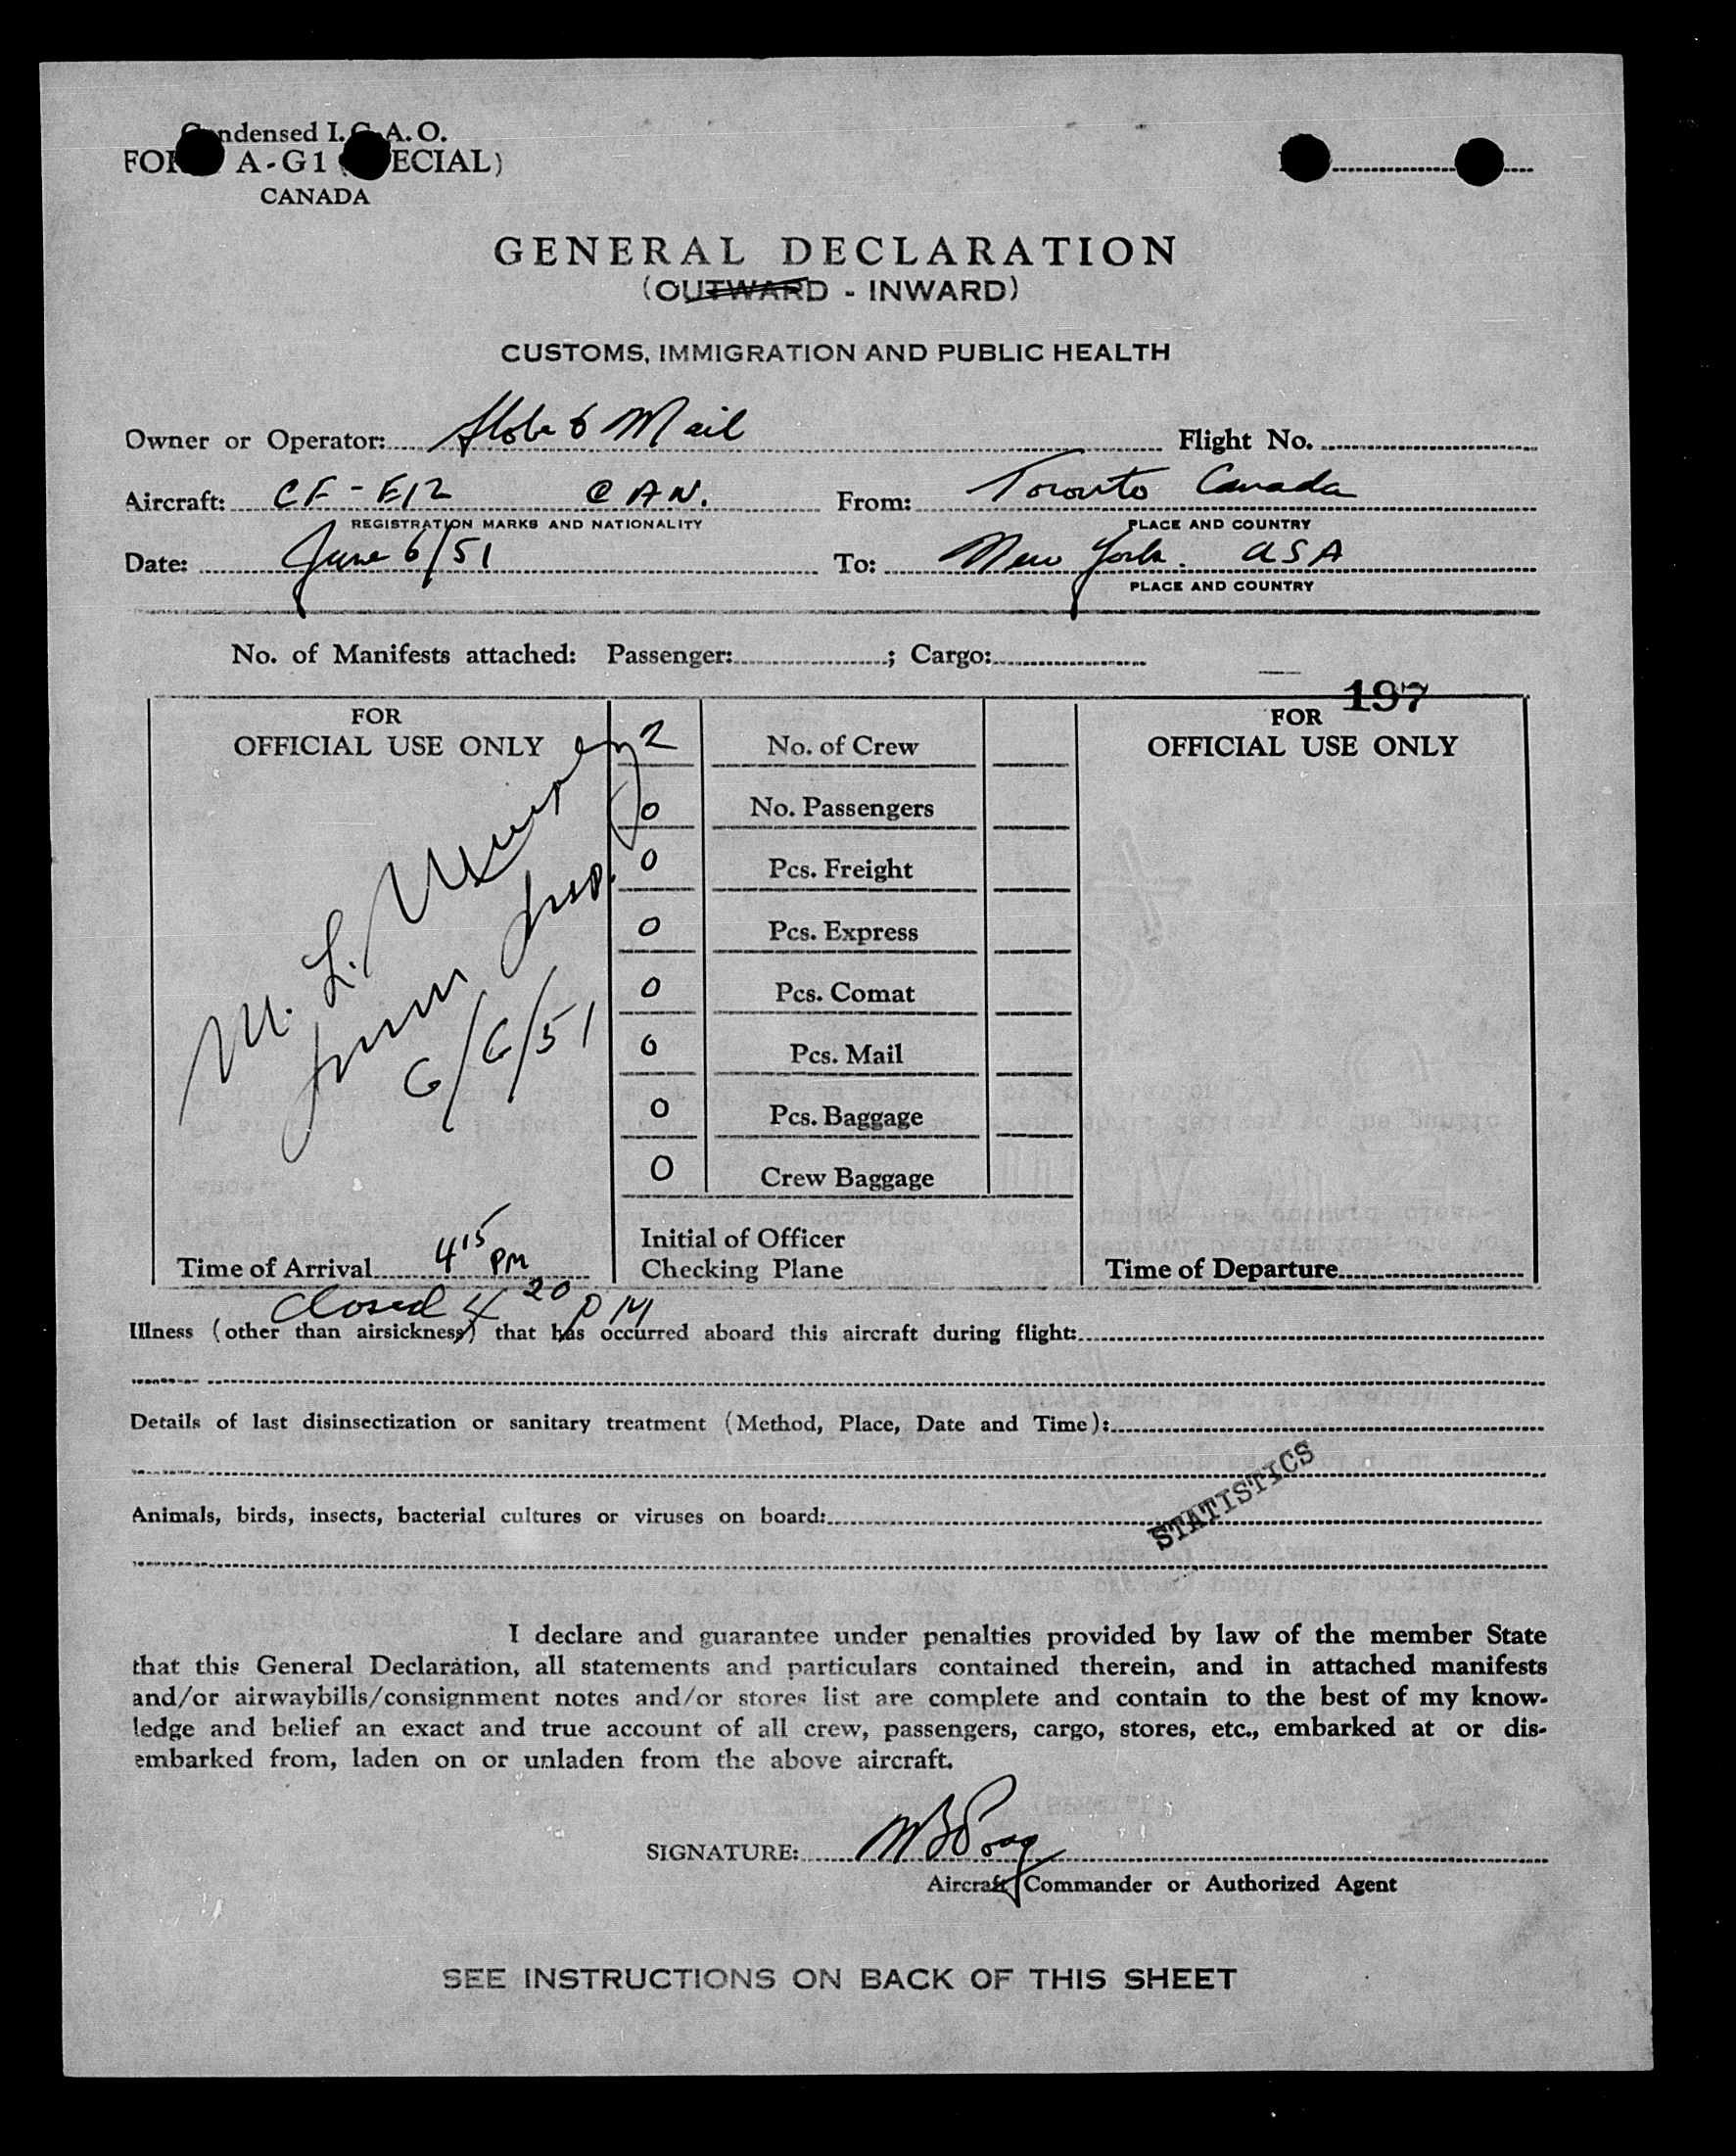 Condensed I.C.A.O.
FORM A-G1 (SPECIAL)
CANADA
GENERAL DECLARATION
(OUTWARD - INWARD)
CUSTOMS, IMMIGRATION AND PUBLIC HEALTH
Owner or Operator: Globe & Mail Flight No.
Aircraft: CF-E12 CAN. From: Toronto Canada
REGISTRATION MARKS AND NATIONALITY PLACE AND COUNTRY
Date: June 6/51 To: New York. USA
PLACE AND COUNTRY
No. of Manifests attached: Passenger: ; Cargo:
197
FOR OFFICIAL USE ONLY
M. L.
Imm Insp.
6/6/51
Time of Arrival 4 15 PM
2 No. of Crew
0 No. Passengers
0 Pcs. Freight
0 Pcs. Express
0 Pcs. Comat
0 Pcs. Mail
0 Pcs. Baggage
0 Crew Baggage
Initial of Officer
Checking Plane
FOR
OFFICIAL USE ONLY
Time of Departure
Closed 4 20 PM
Illness (other than airsickness) that has occurred aboard this aircraft during flight:
Details of last disinsectization or sanitary treatment (Method, Place, Date and Time):
STATISTICS
Animals, birds, insects, bacterial cultures or viruses on board:
I declare and guarantee under penalties provided by law of the member State
that this General Declaration, all statements and particulars contained therein, and in attached manifests
and/or airwaybills/consignment notes and/or stores list are complete and contain to the best of my know-
ledge and belief an exact and true account of all crew, passengers, cargo, stores, etc., embarked at or dis-
embarked from, laden on or unladen from the above aircraft.
SIGNATURE:
Aircraft Commander or Authorized Agent
SEE INSTRUCTIONS ON BACK OF THIS SHEET